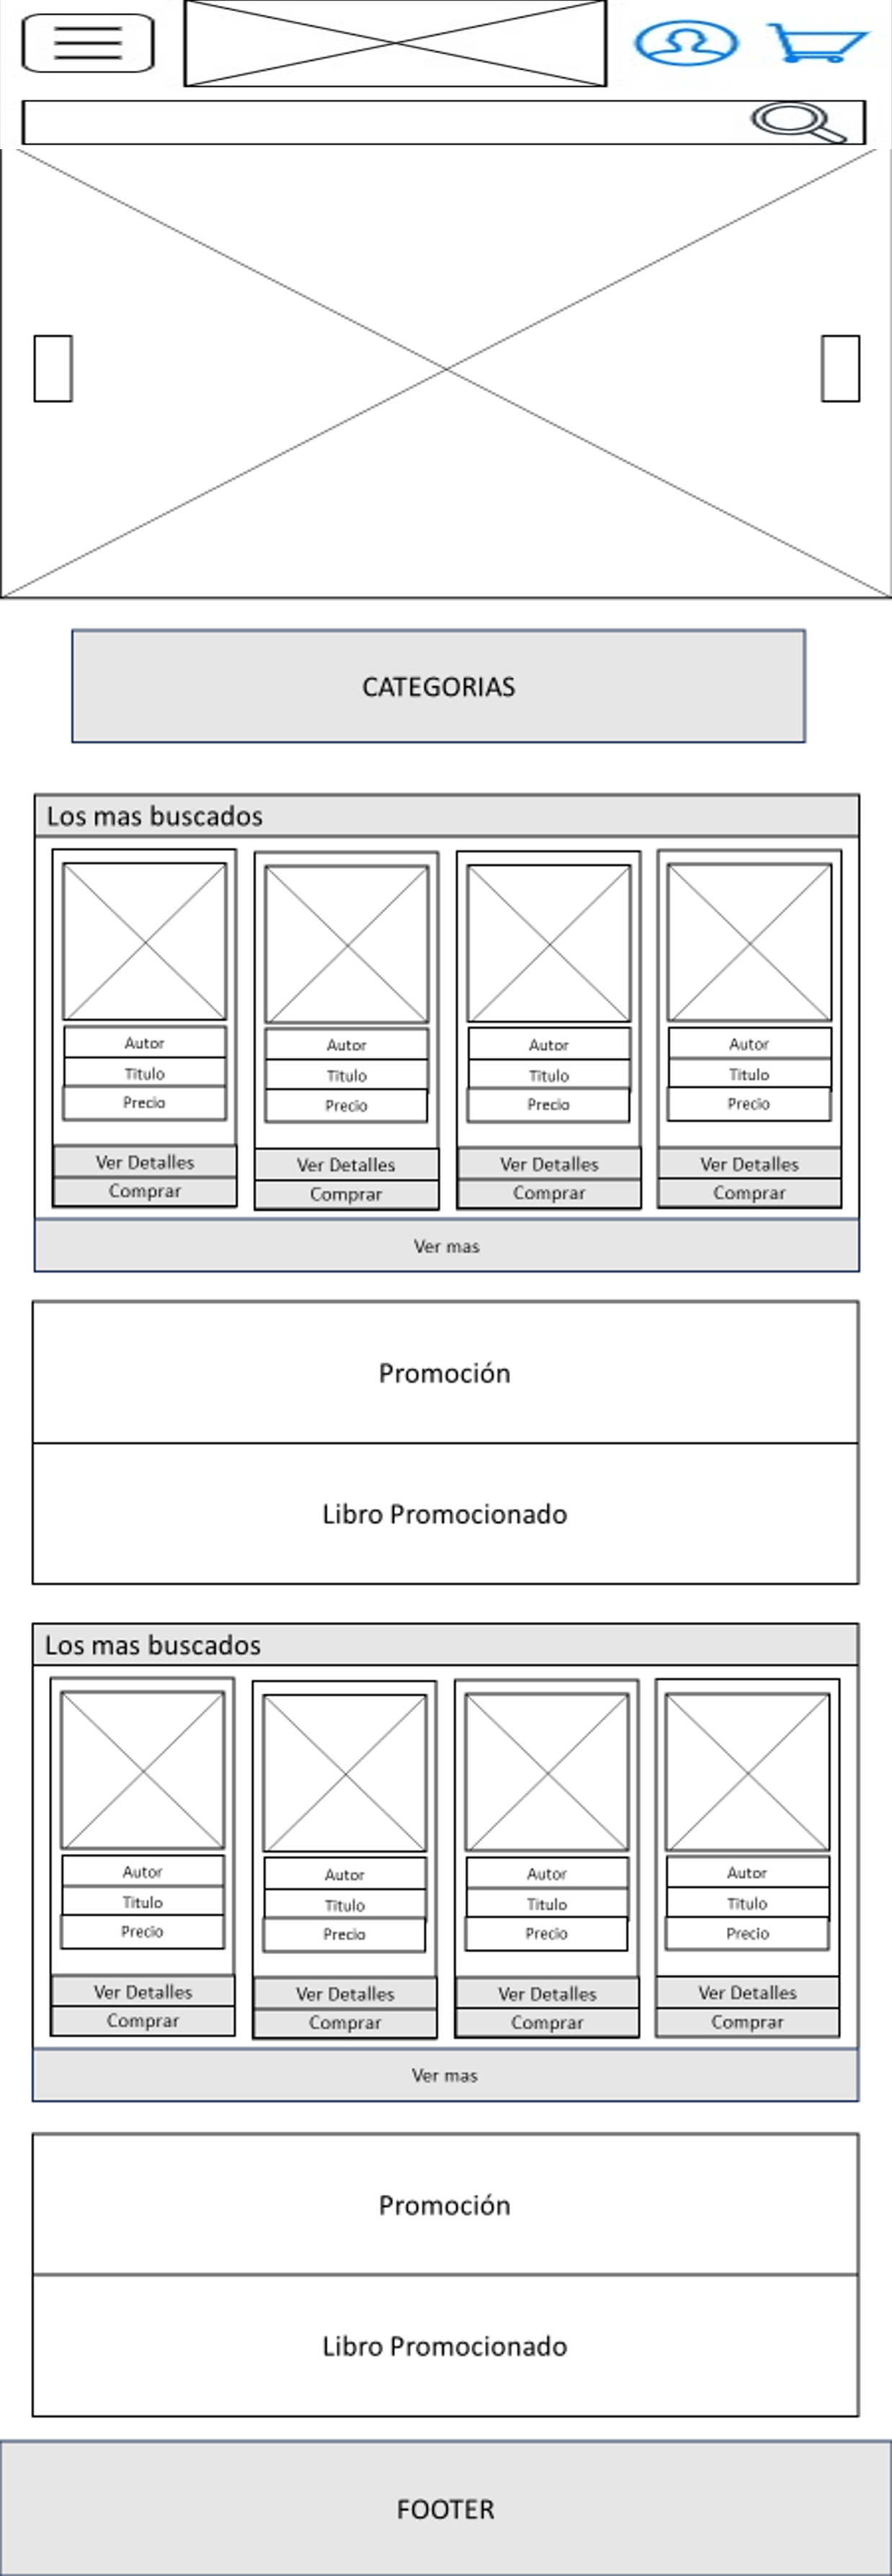 CATEGORIAS
Los mas buscados
Autor Autor Autor Autor
Titulo Titulo Titulo Titulo
Precio Precio Precio Precio
Ver Detalles Ver Detalles Ver Detalles Ver Detalles
Comprar Comprar Comprar Comprar
Ver mas
Promoción
Libro Promocionado
Los mas buscados
Autor Autor Autor Autor
Titulo Titulo Titulo Titulo
Precio Precio Precio Precio
Ver Detalles Ver Detalles Ver Detalles Ver Detalles
Comprar Comprar Comprar Comprar
Ver mas
Promoción
Libro Promocionado
FOOTER